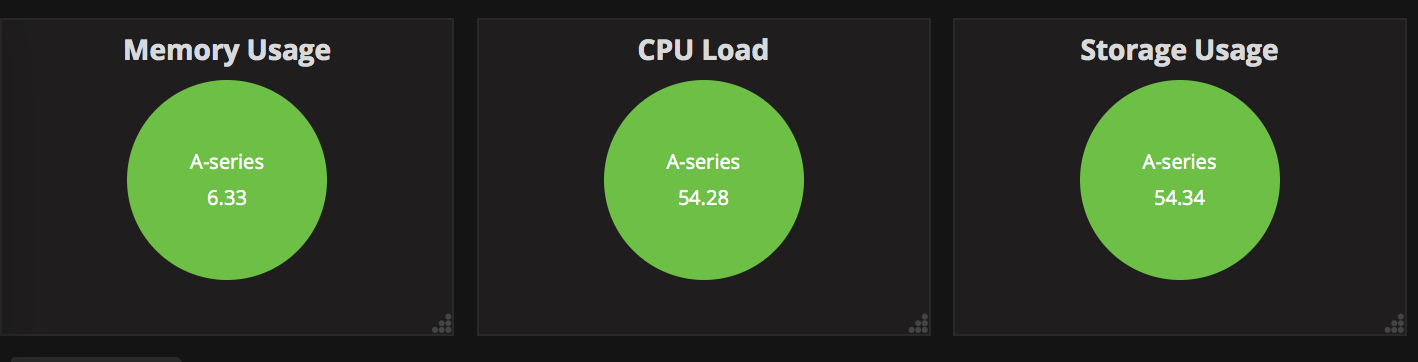 Memory Usage
A-series
6.33
CPU Load
A-series
54.28
Storage Usage
A-series
54.34